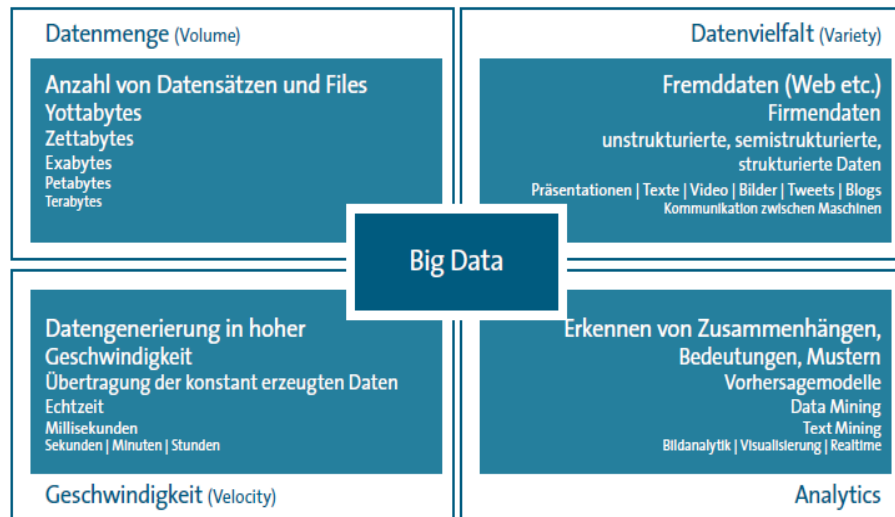 Datenmenge (Volume)
Anzahl von Datensätzen und Files
Yottabytes
Zettabytes
Exabytes
Petabytes
Terabytes
Datenvielfalt (Variety)
Fremddaten (Web etc.)
Firmendaten
unstrukturierte, semistrukturierte,
strukturierte Daten
Präsentationen | Texte | Video | Bilder | Tweets | Blogs
Kommunikation zwischen Maschinen
Big Data
Datengenerierung in hoher
Geschwindigkeit
Übertragung der konstant erzeugten Daten
Echtzeit
Millisekunden
Sekunden | Minuten | Stunden
Geschwindigkeit (Velocity)
Erkennen von Zusammenhängen,
Bedeutungen, Mustern
Vorhersagemodelle
Data Mining
Text Mining
Bildanalytik | Visualisierung | Realtime
Analytics